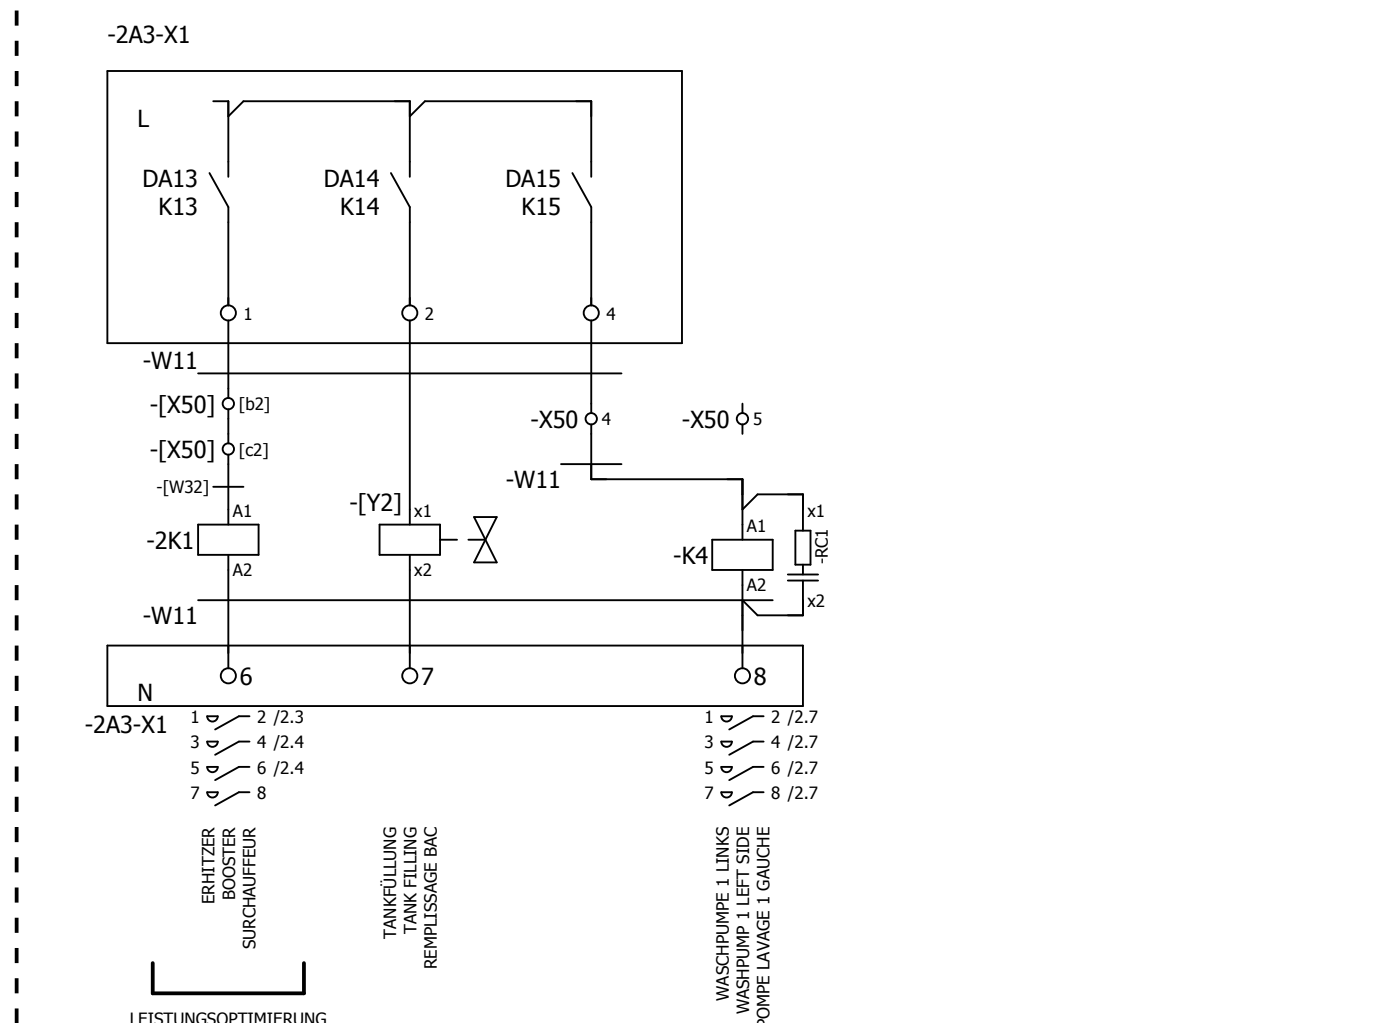 -2A3-X1
L
DA13
K13
DA14
K14
DA15
K15
1
2
4
-W11
-[X50] [b2]
-X50 4
-X50 5
-[X50] [c2]
-W11
-[W32]
-[Y2]
A1
x1
A1
x1
-2K1
-K4
-RC1
A2
x2
A2
x2
-W11
6
7
8
N
-2A3-X1
1 2 /2.3
3 4 /2.4
5 6 /2.4
7 8
1 2 /2.7
3 4 /2.7
5 6 /2.7
7 8 /2.7
ERHITZER
BOOSTER
SURCHAUFFEUR
TANKFÜLLUNG
TANK FILLING
REMPLISSAGE BAC
WASCHPUMPE 1 LINKS
WASHPUMP 1 LEFT SIDE
POMPE LAVAGE 1 GAUCHE
LEISTUNGSOPTIMIERUNG